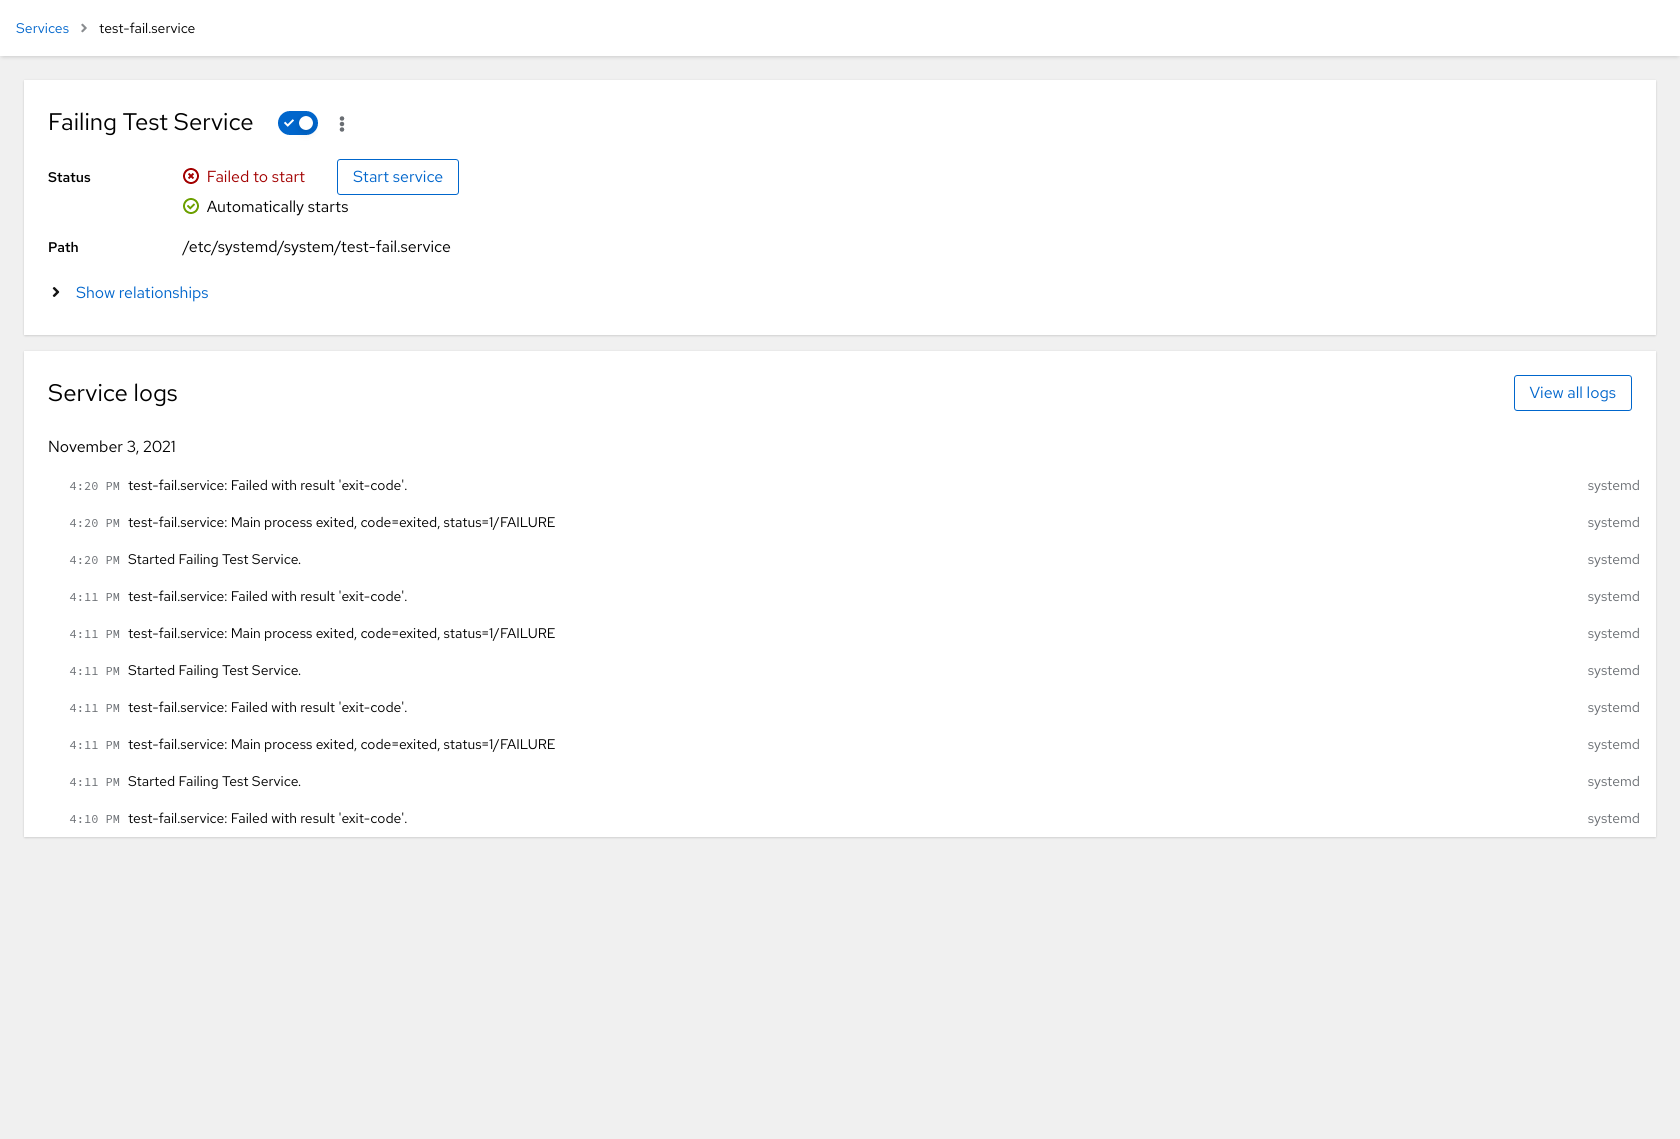 Services > test-fail.service
Failing Test Service
Status Failed to start Start service
Automatically starts
Path /etc/systemd/system/test-fail.service
Show relationships
Service logs View all logs
November 3, 2021
4:20 PM test-fail.service: Failed with result 'exit-code'. systemd
4:20 PM test-fail.service: Main process exited, code=exited, status=1/FAILURE systemd
4:20 PM Started Failing Test Service. systemd
4:11 PM test-fail.service: Failed with result 'exit-code'. systemd
4:11 PM test-fail.service: Main process exited, code=exited, status=1/FAILURE systemd
4:11 PM Started Failing Test Service. systemd
4:11 PM test-fail.service: Failed with result 'exit-code'. systemd
4:11 PM test-fail.service: Main process exited, code=exited, status=1/FAILURE systemd
4:11 PM Started Failing Test Service. systemd
4:10 PM test-fail.service: Failed with result 'exit-code'. systemd